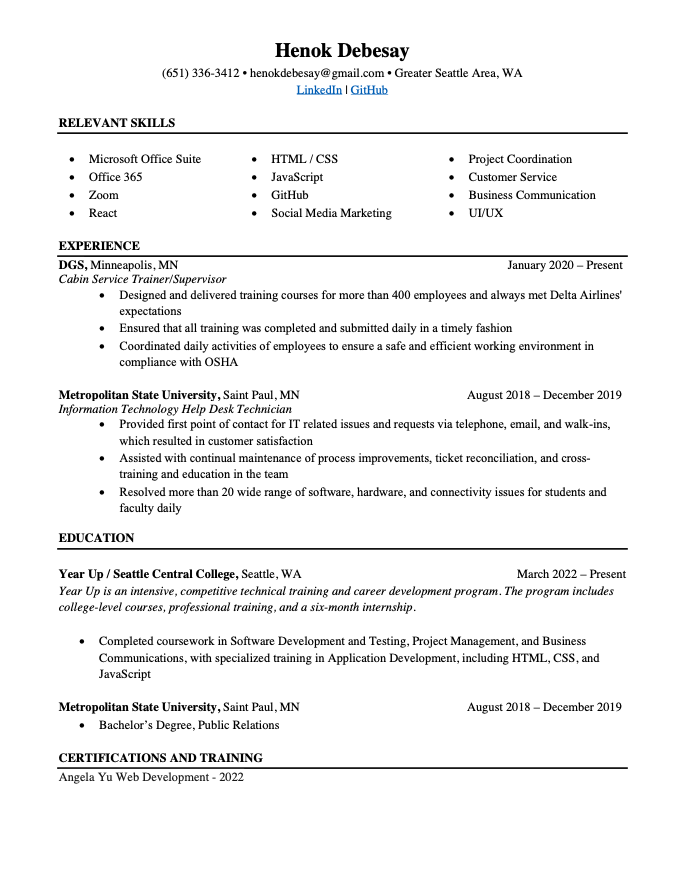 Henok Debesay
(651) 336-3412 • henokdebesay@gmail.com • Greater Seattle Area, WA
LinkedIn | GitHub
RELEVANT SKILLS
• Microsoft Office Suite • HTML / CSS • Project Coordination
• Office 365 • JavaScript • Customer Service
• Zoom • GitHub • Business Communication
• React • Social Media Marketing • UI/UX
EXPERIENCE
DGS, Minneapolis, MN January 2020 – Present
Cabin Service Trainer/Supervisor
• Designed and delivered training courses for more than 400 employees and always met Delta Airlines'
expectations
• Ensured that all training was completed and submitted daily in a timely fashion
• Coordinated daily activities of employees to ensure a safe and efficient working environment in
compliance with OSHA
Metropolitan State University, Saint Paul, MN August 2018 – December 2019
Information Technology Help Desk Technician
• Provided first point of contact for IT related issues and requests via telephone, email, and walk-ins,
which resulted in customer satisfaction
• Assisted with continual maintenance of process improvements, ticket reconciliation, and cross-
training and education in the team
• Resolved more than 20 wide range of software, hardware, and connectivity issues for students and
faculty daily
EDUCATION
Year Up / Seattle Central College, Seattle, WA March 2022 – Present
Year Up is an intensive, competitive technical training and career development program. The program includes
college-level courses, professional training, and a six-month internship.
• Completed coursework in Software Development and Testing, Project Management, and Business
Communications, with specialized training in Application Development, including HTML, CSS, and
JavaScript
Metropolitan State University, Saint Paul, MN August 2018 – December 2019
• Bachelor’s Degree, Public Relations
CERTIFICATIONS AND TRAINING
Angela Yu Web Development - 2022